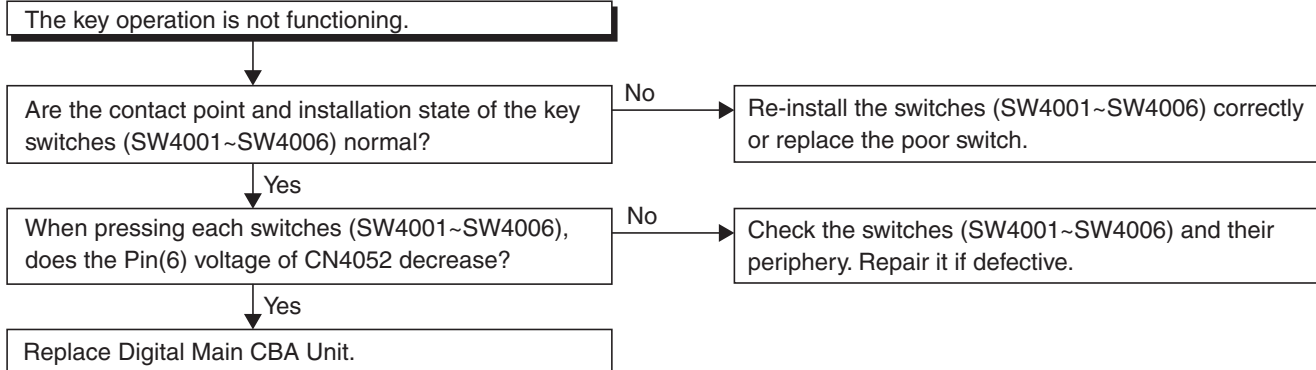 The key operation is not functioning.
Are the contact point and installation state of the key
switches (SW4001~SW4006) normal?
No
Re-install the switches (SW4001~SW4006) correctly
or replace the poor switch.
Yes
When pressing each switches (SW4001~SW4006),
does the Pin(6) voltage of CN4052 decrease?
No
Check the switches (SW4001~SW4006) and their
periphery. Repair it if defective.
Yes
Replace Digital Main CBA Unit.